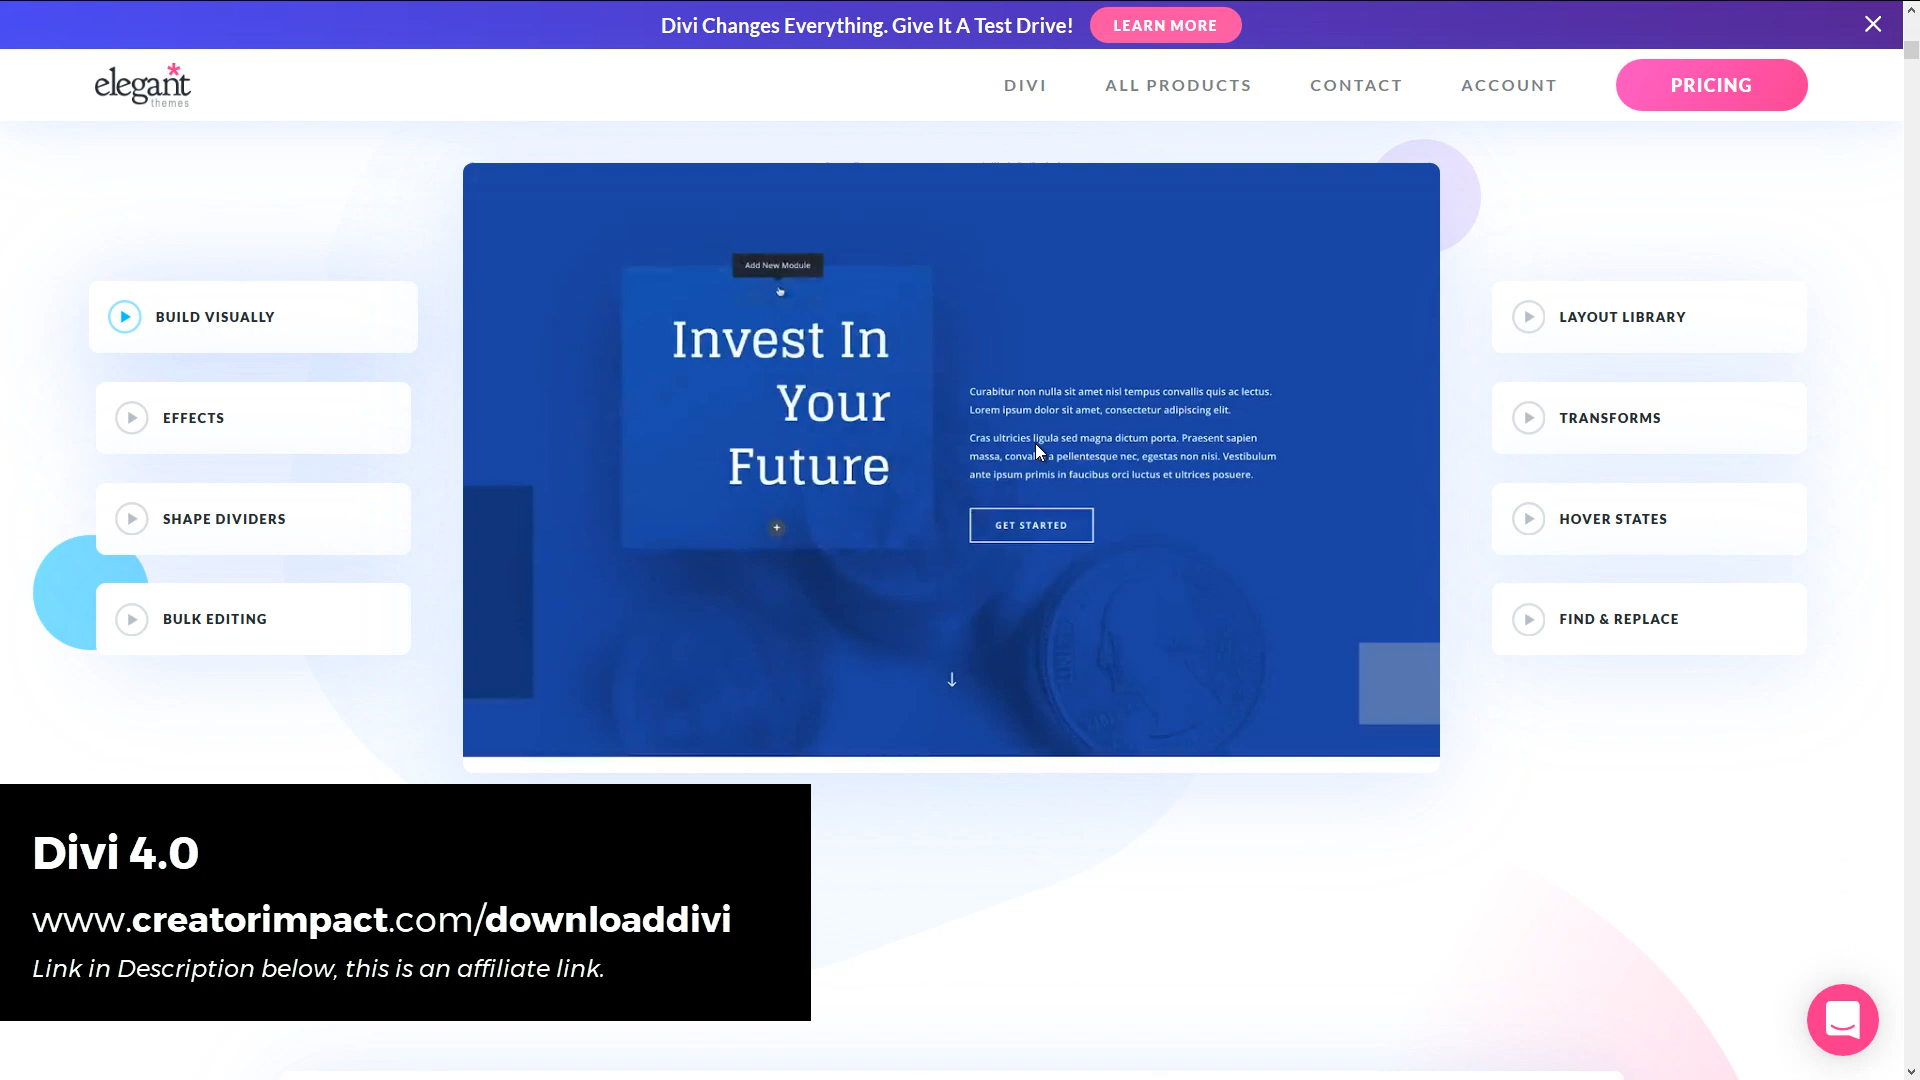 Divi Changes Everything. Give It A Test Drive!
LEARN MORE
elegant
themes
DIVI
ALL PRODUCTS
CONTACT
ACCOUNT
PRICING
BUILD VISUALLY
EFFECTS
SHAPE DIVIDERS
BULK EDITING
Add New Module
Invest In
Your
Future
Curabitur non nulla sit amet nisl tempus convallis quis ac lectus.
Lorem ipsum dolor sit amet, consectetur adipiscing elit.
Cras ultricies ligula sed magna dictum porta. Praesent sapien
massa, a pellentesque nec, egestas non nisi. Vestibulum
ante ipsum primis in faucibus orci luctus et ultrices posuere.
GET STARTED
LAYOUT LIBRARY
TRANSFORMS
HOVER STATES
FIND & REPLACE
Divi 4.0
www.creatorimpact.com/downloaddivi
Link in Description below, this is an affiliate link.